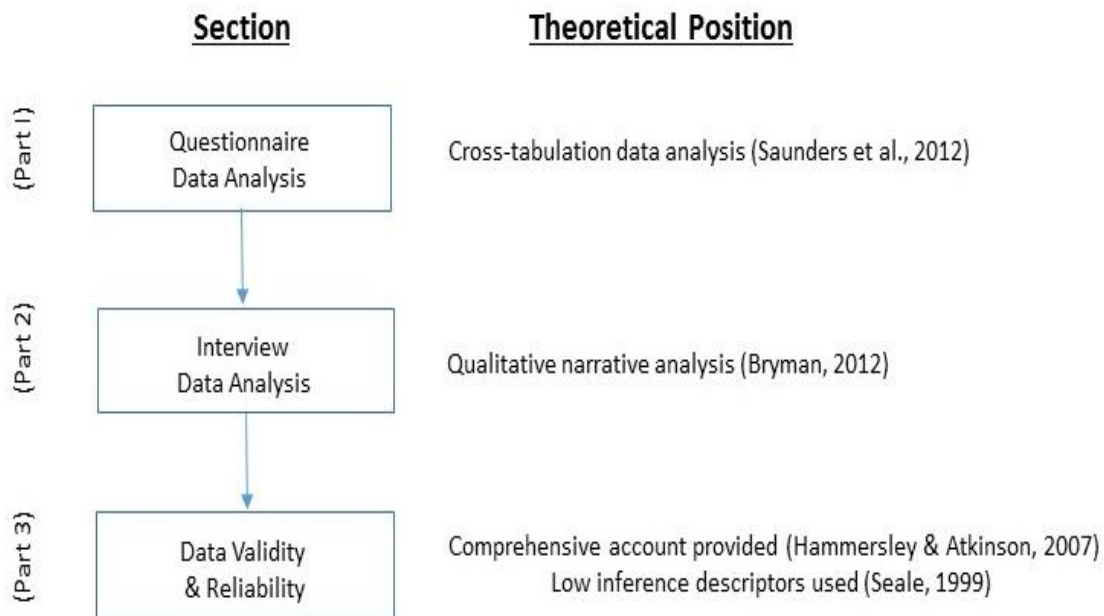 Section Theoretical Position
(Part I)
Questionnaire
Data Analysis
Cross-tabulation data analysis (Saunders et al., 2012)
(Part 2)
Interview
Data Analysis
Qualitative narrative analysis (Bryman, 2012)
(Part 3)
Data Validity
& Reliability
Comprehensive account provided (Hammersley & Atkinson, 2007)
Low inference descriptors used (Seale, 1999)